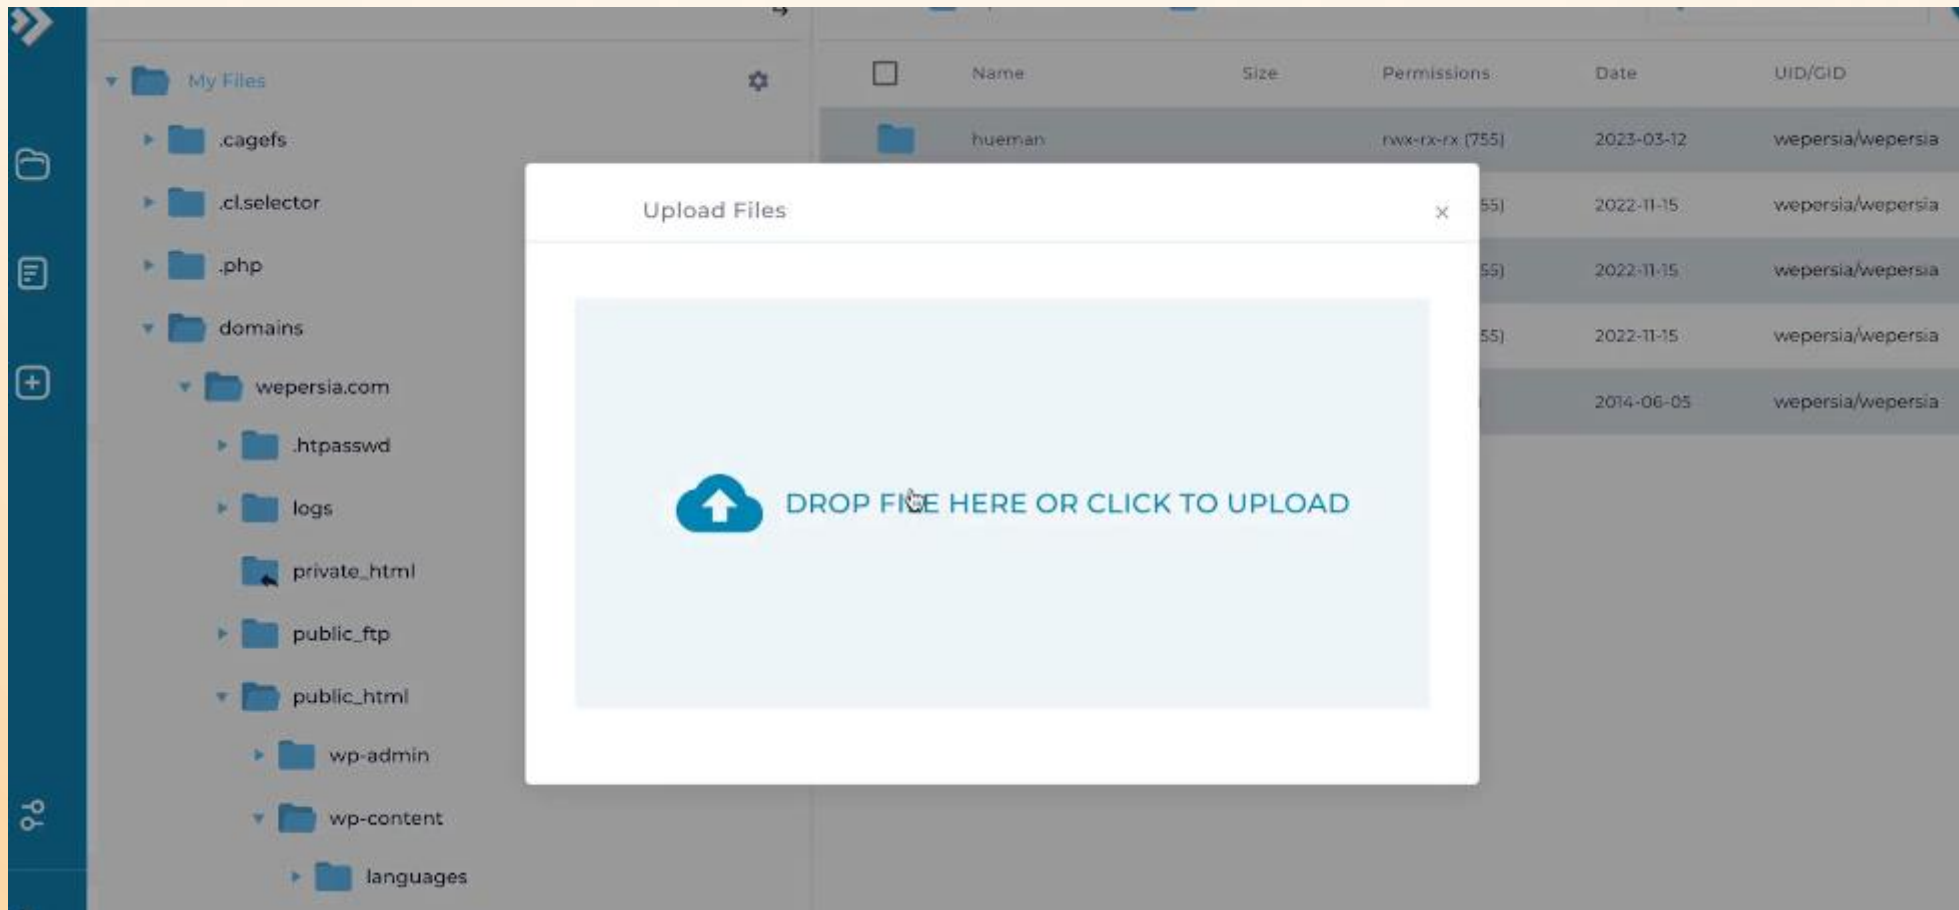 My Files
.cagefs
.cl.selector
.php
domains
wepersia.com
.htpasswd
logs
private_html
public_ftp
public_html
wp-admin
wp-content
languages
Name Size Permissions Date UID/GID
hueman rwx-rx-rx (755) 2023-03-12 wepersia/wepersia
55) 2022-11-15 wepersia/wepersia
55) 2022-11-15 wepersia/wepersia
55) 2022-11-15 wepersia/wepersia
2014-06-05 wepersia/wepersia
Upload Files
DROP FILE HERE OR CLICK TO UPLOAD